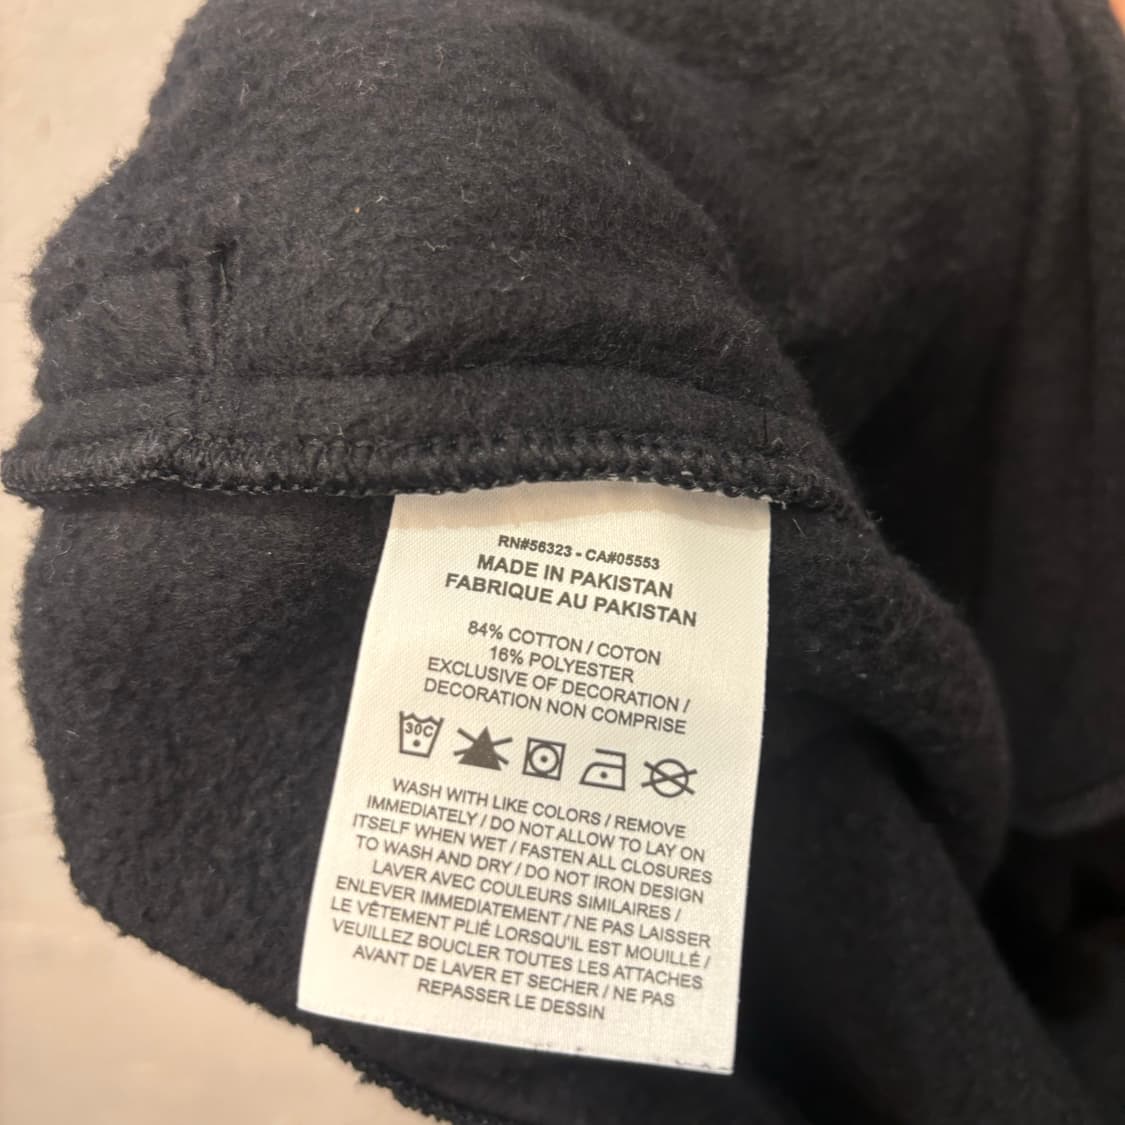 RN#56323 - CA#05553
MADE IN PAKISTAN
FABRIQUE AU PAKISTAN
84% COTTON / COTON
16% POLYESTER
EXCLUSIVE OF DECORATION /
DECORATION NON COMPRISE
30C
WASH WITH LIKE COLORS / REMOVE
IMMEDIATELY / DO NOT ALLOW TO LAY ON
ITSELF WHEN WET / FASTEN ALL CLOSURES
TO WASH AND DRY / DO NOT IRON DESIGN
LAVER AVEC COULEURS SIMILAIRES /
ENLEVER IMMEDIATEMENT / NE PAS LAISSER
LE VÊTEMENT PLIÉ LORSQU'IL EST MOUILLÉ /
VEUILLEZ BOUCLER TOUTES LES ATTACHES
AVANT DE LAVER ET SECHER / NE PAS
REPASSER LE DESSIN